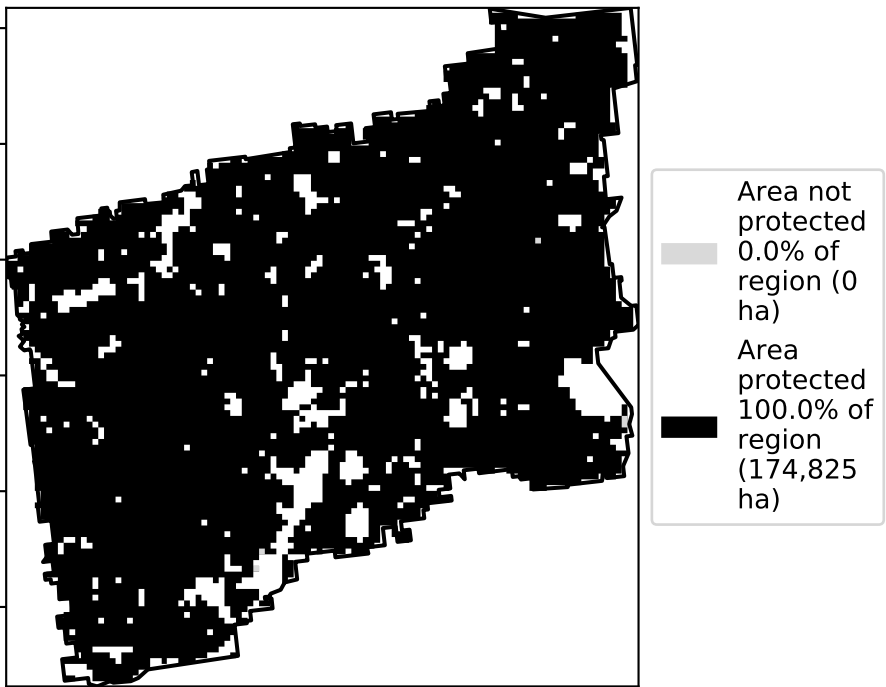 Area not
protected
0.0% of
region (0
ha)
Area
protected
100.0% of
region
(174,825
ha)